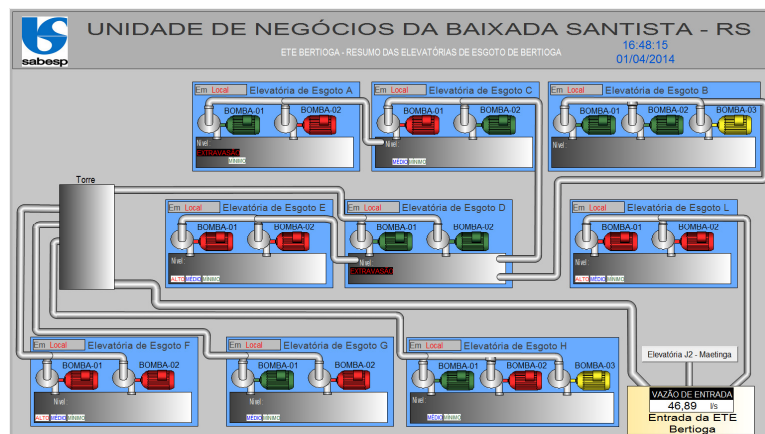 sabesp
UNIDADE DE NEGÓCIOS DA BAIXADA SANTISTA - RS
ETE BERTIOGA - RESUMO DAS ELEVATÓRIAS DE ESGOTO DE BERTIOGA
16:48:15
01/04/2014
Em Local Elevatória de Esgoto A
BOMBA-01 BOMBA-02
Nível :
EXTRAVASÃO
MÍNIMO
Em Local Elevatória de Esgoto C
BOMBA-01 BOMBA-02
Nível :
MÉDIO MÍNIMO
Em Local Elevatória de Esgoto B
BOMBA-01 BOMBA-02 BOMBA-03
Nível :
Torre
Em Local Elevatória de Esgoto E
BOMBA-01 BOMBA-02
Nível :
ALTO MÉDIO MÍNIMO
Em Local Elevatória de Esgoto D
BOMBA-01 BOMBA-02
Nível :
EXTRAVASÃO
Em Local Elevatória de Esgoto L
BOMBA-01 BOMBA-02
Nível :
ALTO MÉDIO MÍNIMO
Em Local Elevatória de Esgoto F
BOMBA-01 BOMBA-02
Nível
ALTO MÉDIO MÍNIMO
Em Local Elevatória de Esgoto G
BOMBA-01 BOMBA-02
Nível
MÉDIO MÍNIMO
Em Local Elevatória de Esgoto H
BOMBA-01 BOMBA-02 BOMBA-03
Nível
MÉDIO MÍNIMO
Elevatória J2 - Maetinga
VAZÃO DE ENTRADA
46,89 l/s
Entrada da ETE
Bertioga